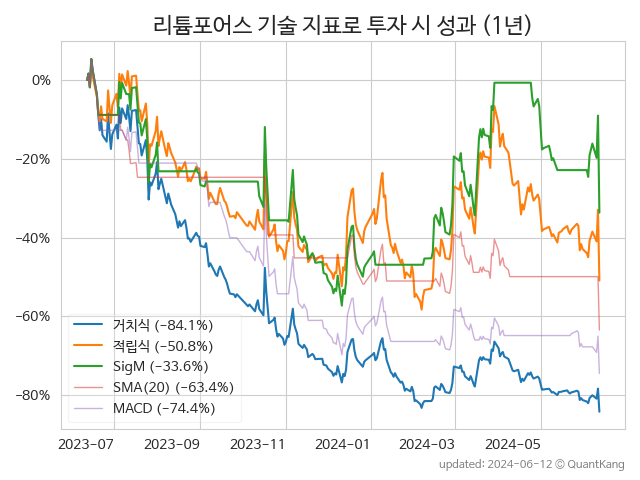 리튬포어스 기술 지표로 투자 시 성과 (1년)
0%
−20%
−40%
−60%
−80%
거치식 (−84.1%)
적립식 (−50.8%)
SigM (−33.6%)
SMA(20) (−63.4%)
MACD (−74.4%)
2023−07 2023−09 2023−11 2024−01 2024−03 2024−05
updated: 2024−06−12 © QuantKang